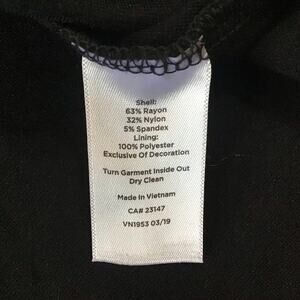 Shell:
63% Rayon
32% Nylon
5% Spandex
Lining:
100% Polyester
Exclusive Of Decoration
Turn Garment Inside Out
Dry Clean
Made In Vietnam
CA# 23147
VN1953 03/19